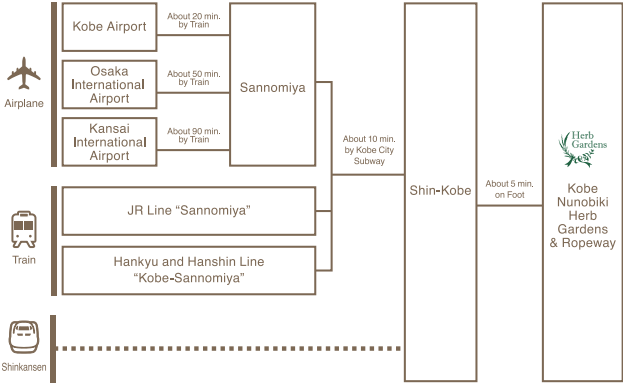 Airplane
Kobe Airport
About 20 min.
by Train
Osaka
International
Airport
About 50 min.
by Train
Kansai
International
Airport
About 90 min.
by Train
Sannomiya
Train
JR Line “Sannomiya”
Hankyu and Hanshin Line
“Kobe-Sannomiya”
About 10 min.
by Kobe City
Subway
Shinkansen
Shin-Kobe
About 5 min.
on Foot
Herb
Gardens
Kobe
Nunobiki
Herb
Gardens
& Ropeway